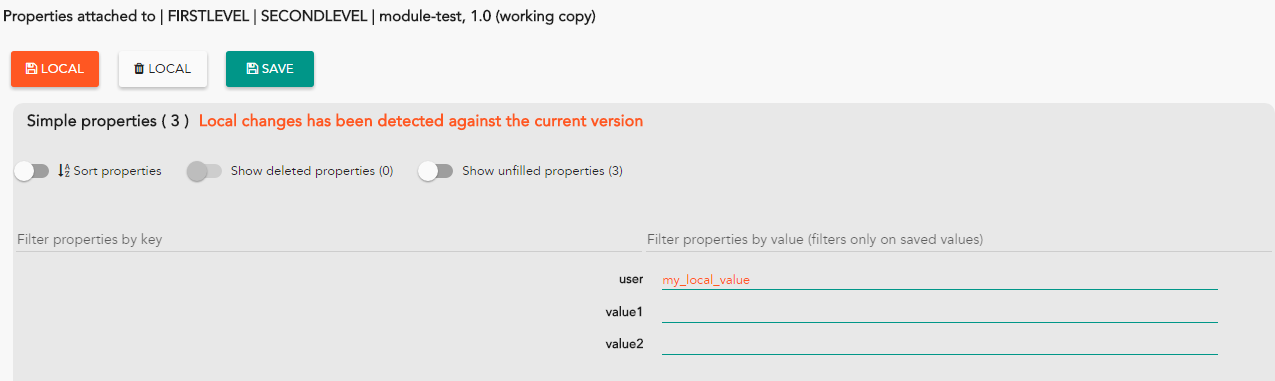 Properties attached to | FIRSTLEVEL | SECONDLEVEL | module-test, 1.0 (working copy)
LOCAL LOCAL SAVE
Simple properties ( 3 ) Local changes has been detected against the current version
Sort properties Show deleted properties (0) Show unfilled properties (3)
Filter properties by key Filter properties by value (filters only on saved values)
user my_local_value
value1
value2